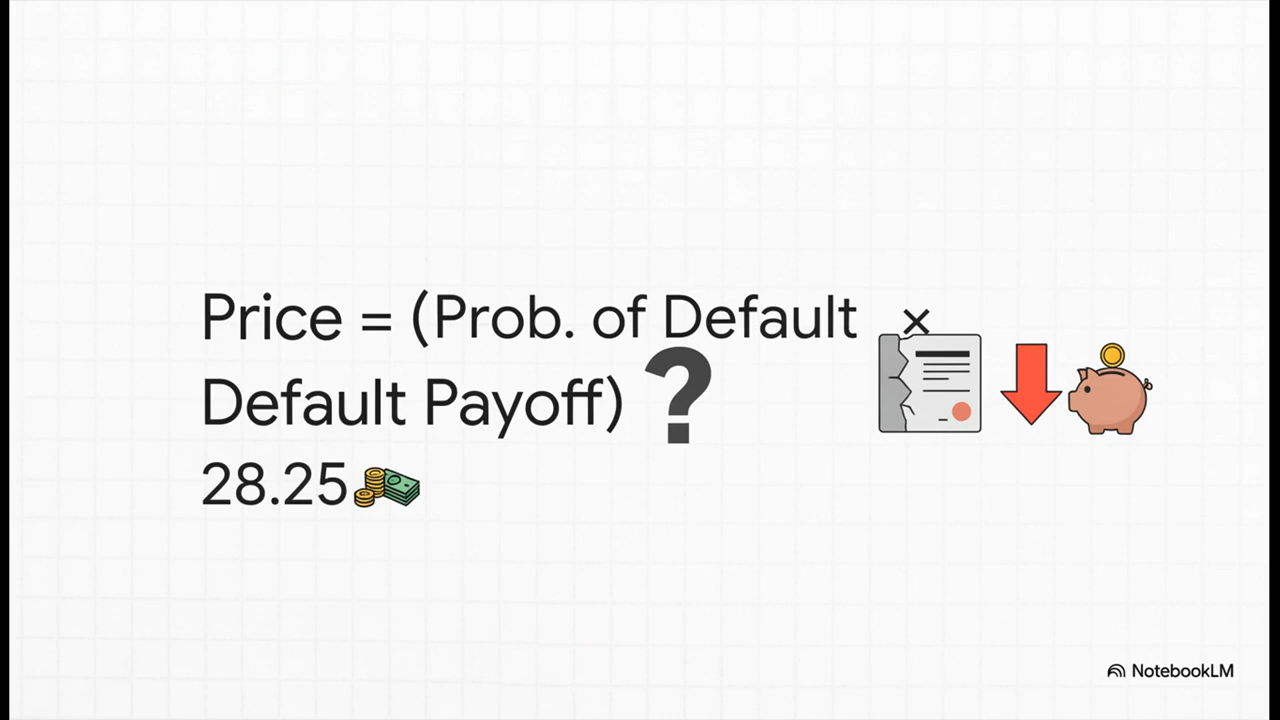 Price = (Prob. of Default ×
Default Payoff) ?
28.25
NotebookLM